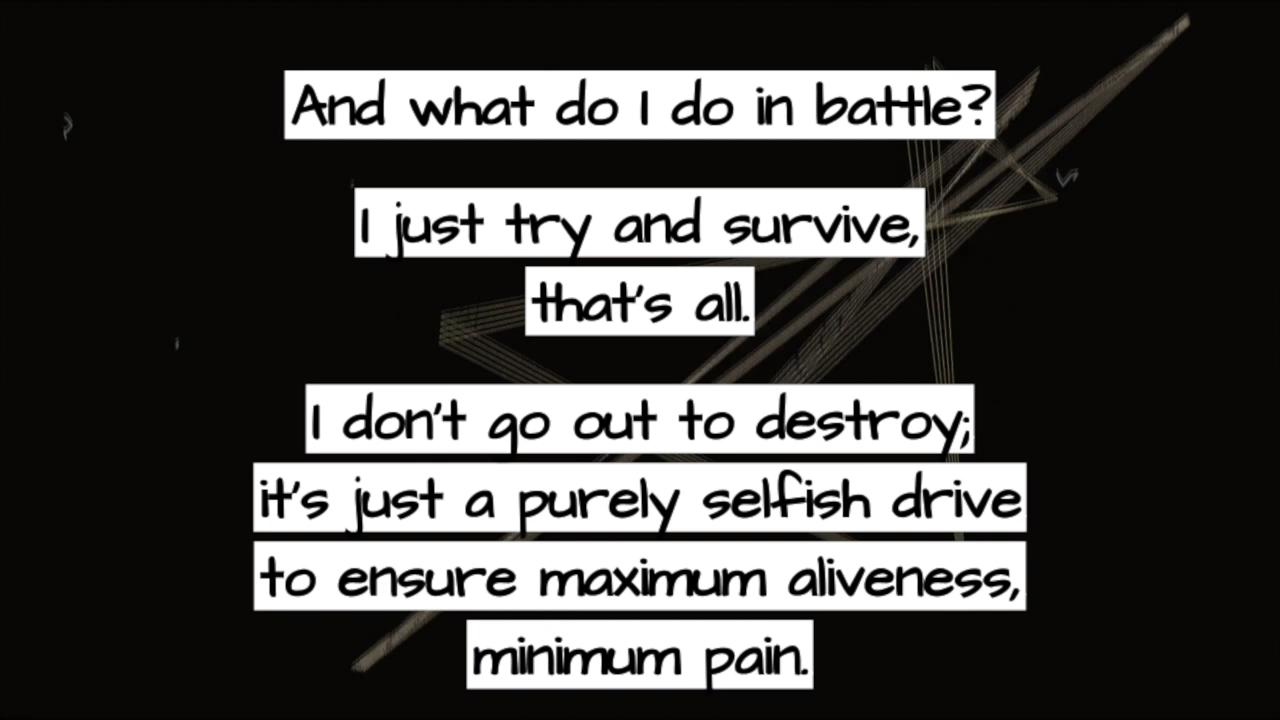 And what do I do in battle?
I just try and survive,
that's all.
I don't go out to destroy;
it's just a purely selfish drive
to ensure maximum aliveness,
minimum pain.